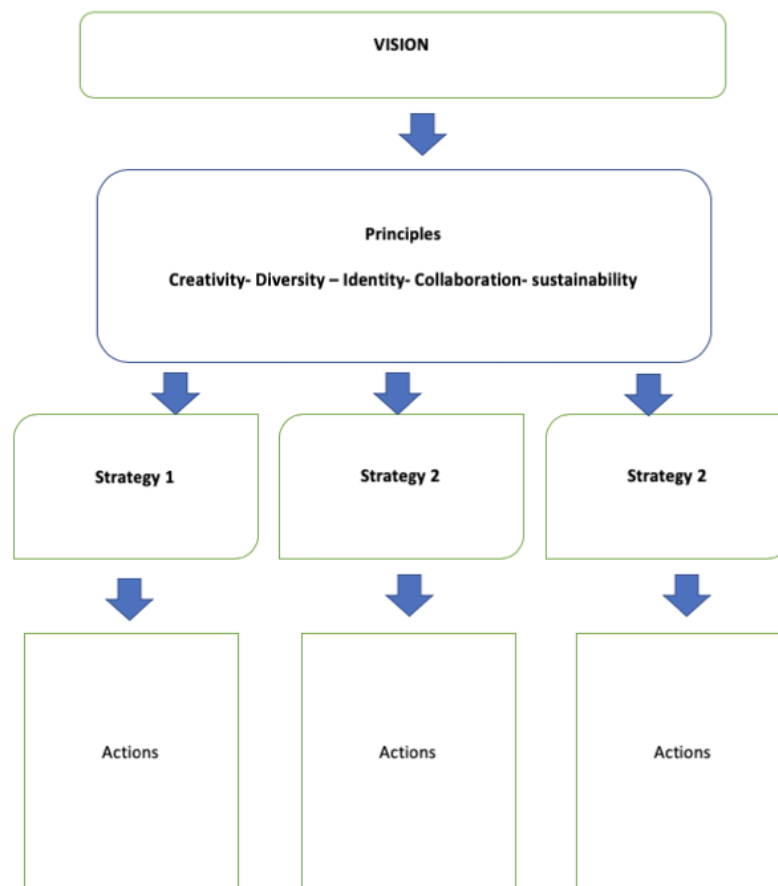 VISION
Principles
Creativity- Diversity – Identity- Collaboration- sustainability
Strategy 1
Strategy 2
Strategy 2
Actions
Actions
Actions